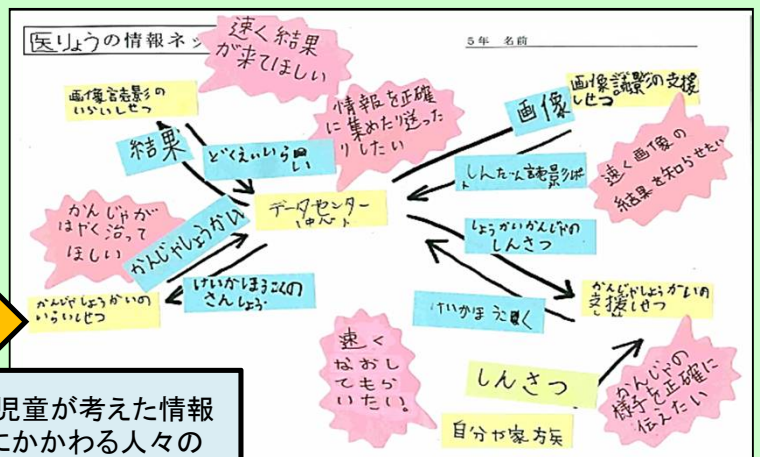 医りょうの情報ネッ
5年 名前
速く結果
が来てほしい
画像読影の
いらいしせつ
情報を正確
に集めたり送った
りしたい
画像
画像読影の支援
しせつ
結果
どくえいいらい
しんだん読影
速く画像の
結果を知らせたい
データセンター
かんじゃが
はやく治って
ほしい
かんじゃしょうかい
しょうかいかんじゃの
しんさつ
けいかほうこくの
さんしょう
かんじゃしょうかいの
いらいしせつ
けいかほうこく
かんじゃしょうかいの
支援しせつ
速く
なおし
てもら
いたい。
しんさつ
自分や家族
かんじゃの
様子を正確に
伝えたい
児童が考えた情報
にかかわる人々の